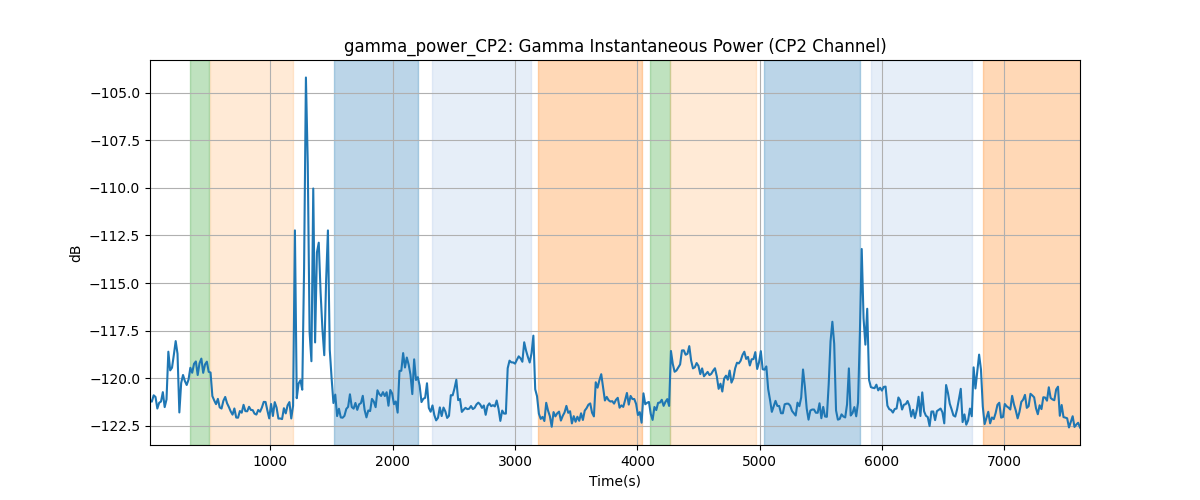 gamma_power_CP2: Gamma Instantaneous Power (CP2 Channel)
−105.0
−107.5
−110.0
−112.5
−115.0
−117.5
−120.0
−122.5
dB
1000 2000 3000 4000 5000 6000 7000
Time(s)